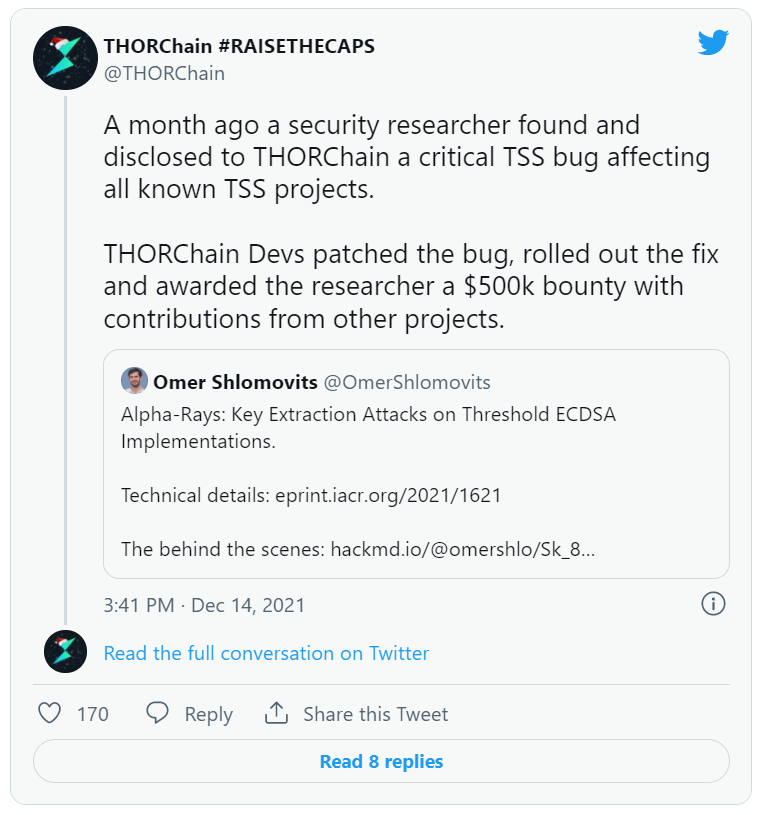 THORChain #RAISETHECAPS
@THORChain
A month ago a security researcher found and
disclosed to THORChain a critical TSS bug affecting
all known TSS projects.
THORChain Devs patched the bug, rolled out the fix
and awarded the researcher a $500k bounty with
contributions from other projects.
Omer Shlomovits @OmerShlomovits
Alpha-Rays: Key Extraction Attacks on Threshold ECDSA
Implementations.
Technical details: eprint.iacr.org/2021/1621
The behind the scenes: hackmd.io/@omershlo/Sk_8...
3:41 PM · Dec 14, 2021
Read the full conversation on Twitter
170 Reply Share this Tweet
Read 8 replies